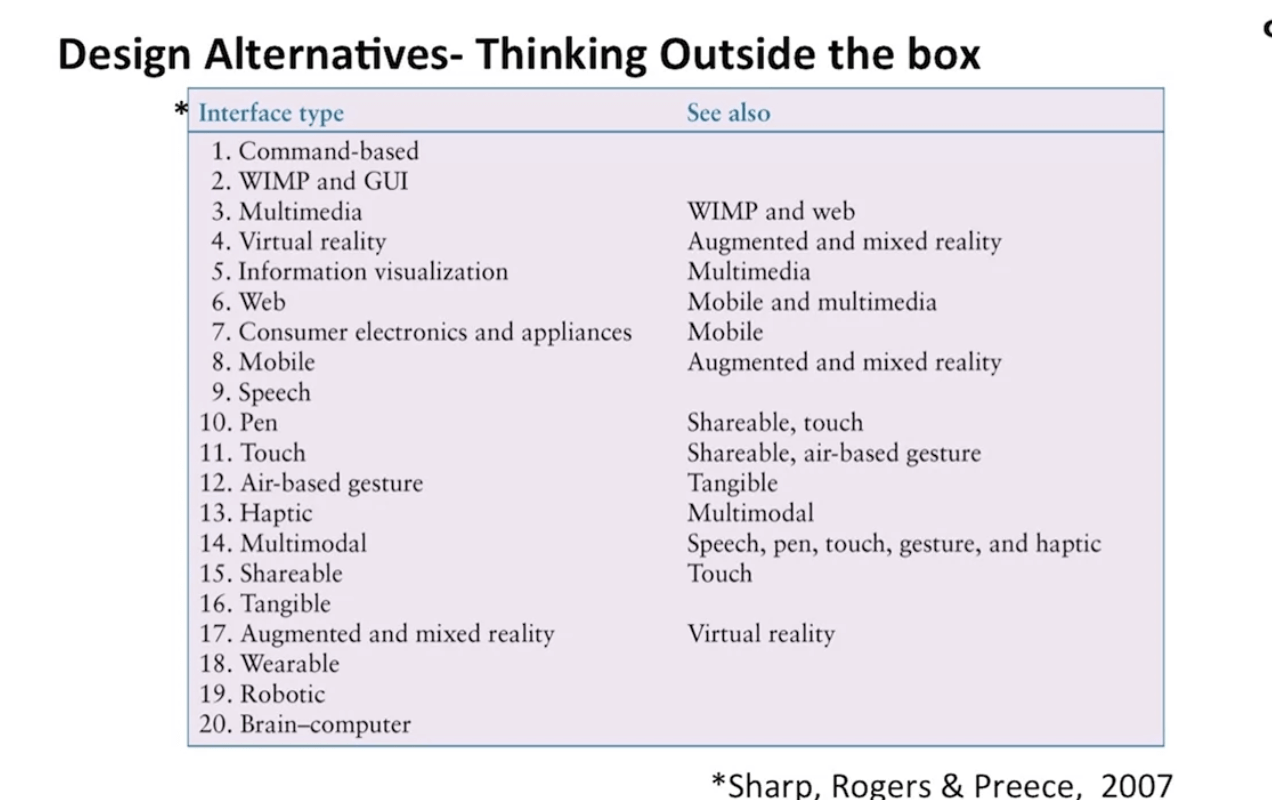 Design Alternatives- Thinking Outside the box
* Interface type See also
1. Command-based
2. WIMP and GUI
3. Multimedia WIMP and web
4. Virtual reality Augmented and mixed reality
5. Information visualization Multimedia
6. Web Mobile and multimedia
7. Consumer electronics and appliances Mobile
8. Mobile Augmented and mixed reality
9. Speech
10. Pen Shareable, touch
11. Touch Shareable, air-based gesture
12. Air-based gesture Tangible
13. Haptic Multimodal
14. Multimodal Speech, pen, touch, gesture, and haptic
15. Shareable Touch
16. Tangible
17. Augmented and mixed reality Virtual reality
18. Wearable
19. Robotic
20. Brain–computer
*Sharp, Rogers & Preece, 2007